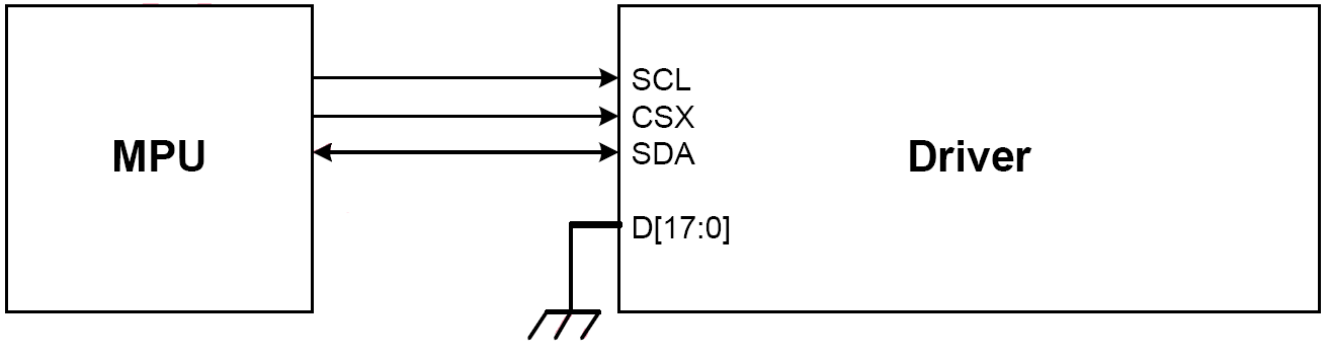 MPU
SCL
CSX
SDA
D[17:0]
Driver